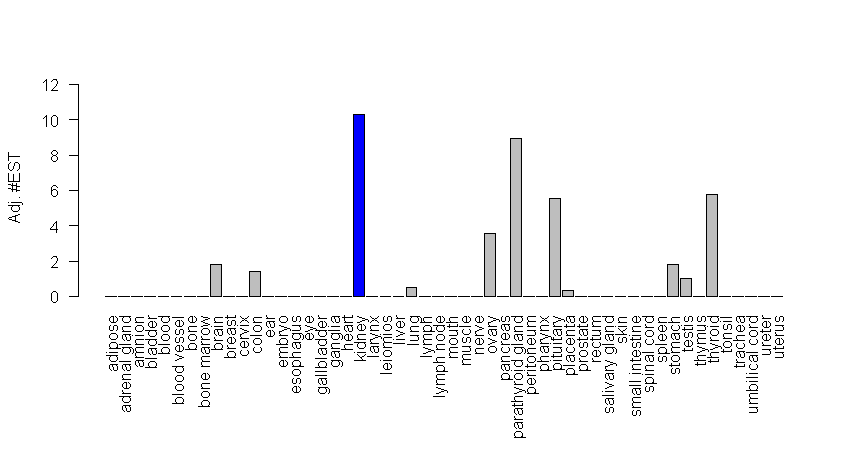 12
10
8
6
4
2
0
Adj. #EST
adipose
adrenal gland
amnion
bladder
blood
blood vessel
bone
bone marrow
brain
breast
cervix
colon
ear
embryo
esophagus
eye
gallbladder
ganglia
heart
kidney
larynx
leiomios
liver
lung
lymph
lymph node
mouth
muscle
nerve
ovary
pancreas
parathyroid gland
peritoneum
pharynx
pituitary
placenta
prostate
rectum
salivary gland
skin
small intestine
spinal cord
spleen
stomach
testis
thymus
thyroid
tonsil
trachea
umbilical cord
ureter
uterus